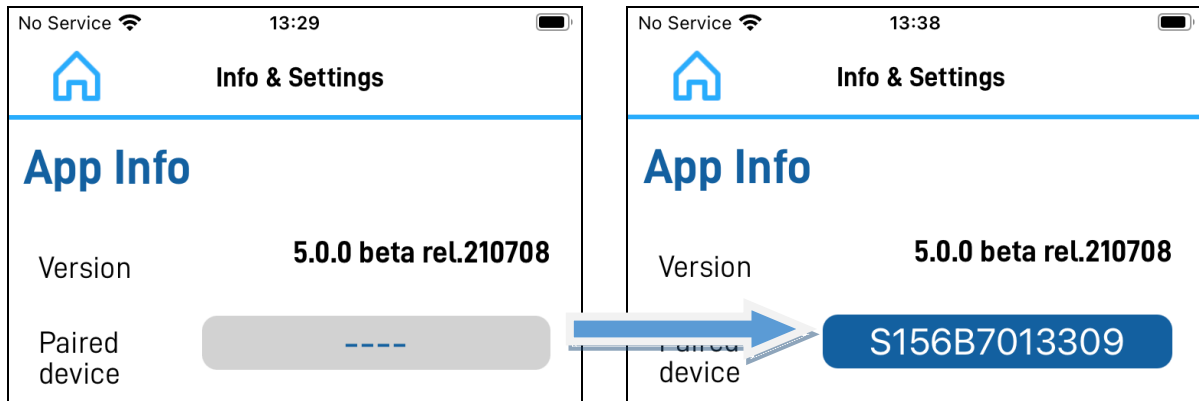 No Service 13:29
Info & Settings
App Info
Version 5.0.0 beta rel.210708
Paired ----
device
No Service 13:38
Info & Settings
App Info
Version 5.0.0 beta rel.210708
Paired S156B7013309
device